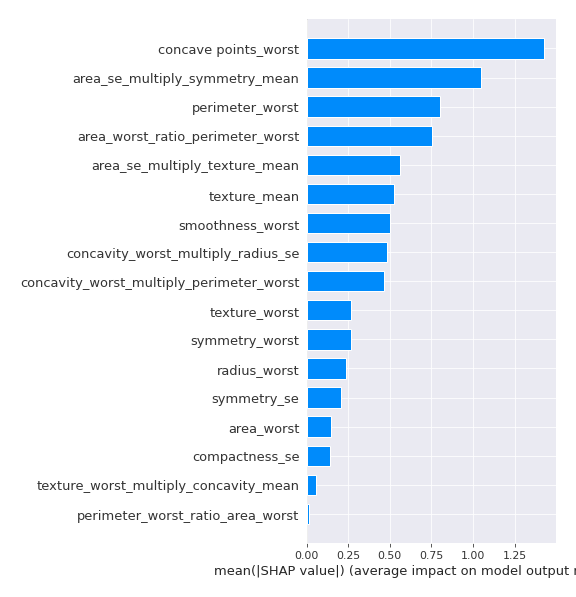 concave points_worst
area_se_multiply_symmetry_mean
perimeter_worst
area_worst_ratio_perimeter_worst
area_se_multiply_texture_mean
texture_mean
smoothness_worst
concavity_worst_multiply_radius_se
concavity_worst_multiply_perimeter_worst
texture_worst
symmetry_worst
radius_worst
symmetry_se
area_worst
compactness_se
texture_worst_multiply_concavity_mean
perimeter_worst_ratio_area_worst
0.00 0.25 0.50 0.75 1.00 1.25
mean(|SHAP value|) (average impact on model output